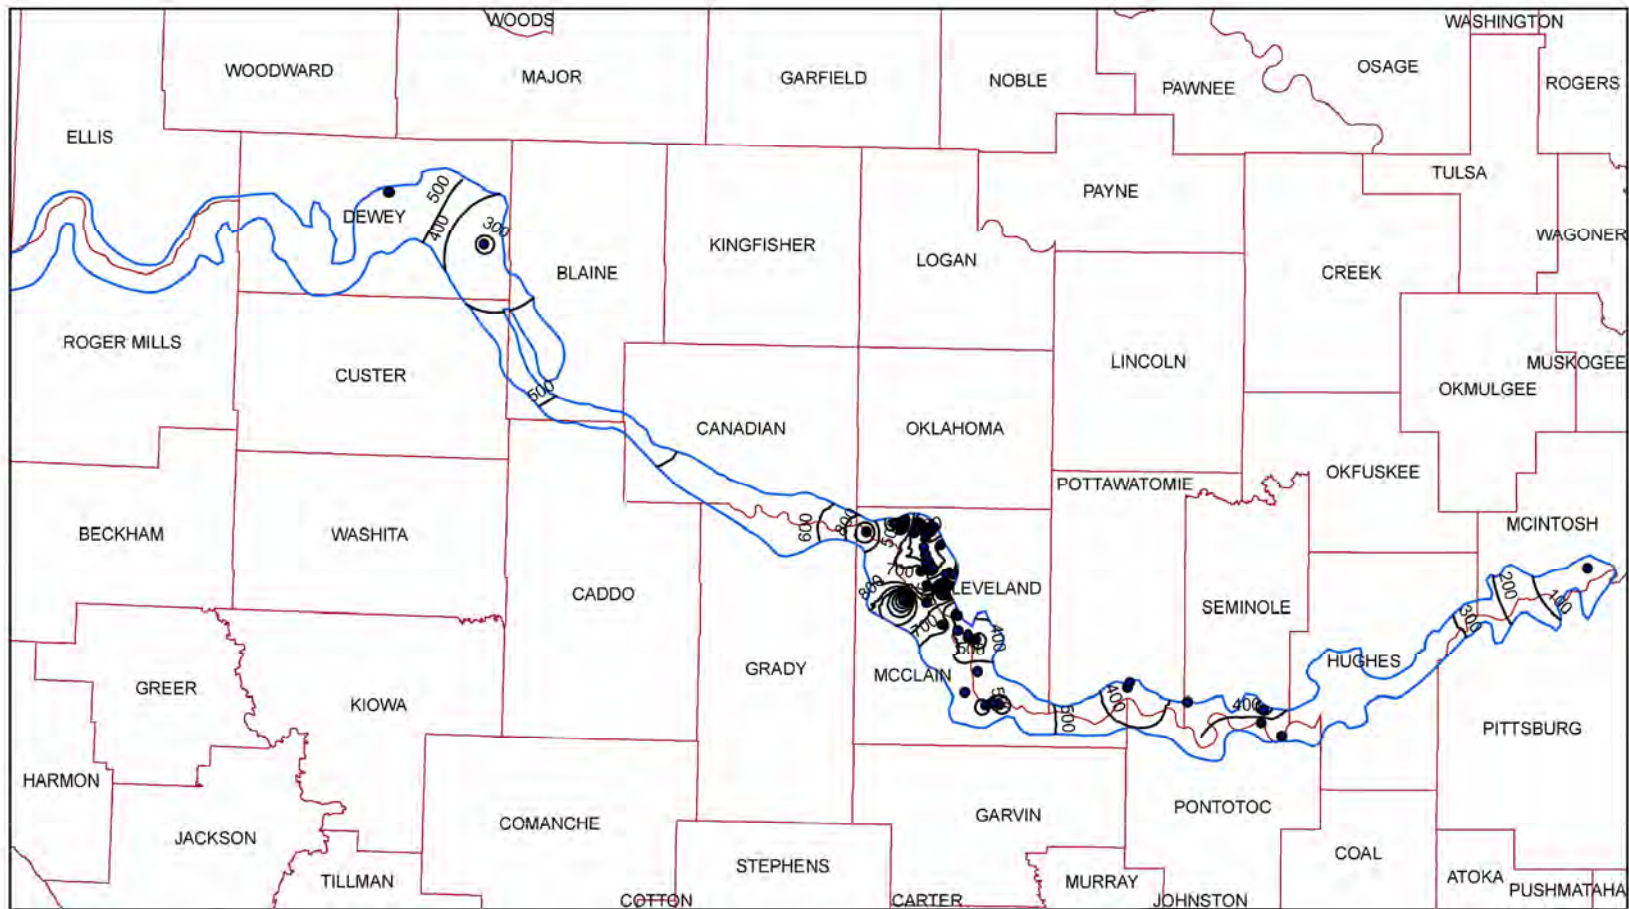 WOODS
WASHINGTON
WOODWARD
MAJOR
GARFIELD
NOBLE
PAWNEE
OSAGE
ROGERS
ELLIS
TULSA
PAYNE
500
DEWEY
400
300
KINGFISHER
LOGAN
WAGONER
BLAINE
CREEK
ROGER MILLS
CUSTER
LINCOLN
MUSKOGEE
OKMULGEE
500
CANADIAN
OKLAHOMA
OKFUSKEE
POTTAWATOMIE
BECKHAM
WASHITA
600
800
MCINTOSH
700
800
LEVELAND
CADDO
SEMINOLE
200
100
300
700
400
500
HUGHES
GRADY
MCCLAIN
GREER
KIOWA
400
400
500
PITTSBURG
HARMON
JACKSON
COMANCHE
GARVIN
PONTOTOC
STEPHENS
COAL
TILLMAN
MURRAY
ATOKA
PUSHMATAHA
COTTON
CARTER
JOHNSTON